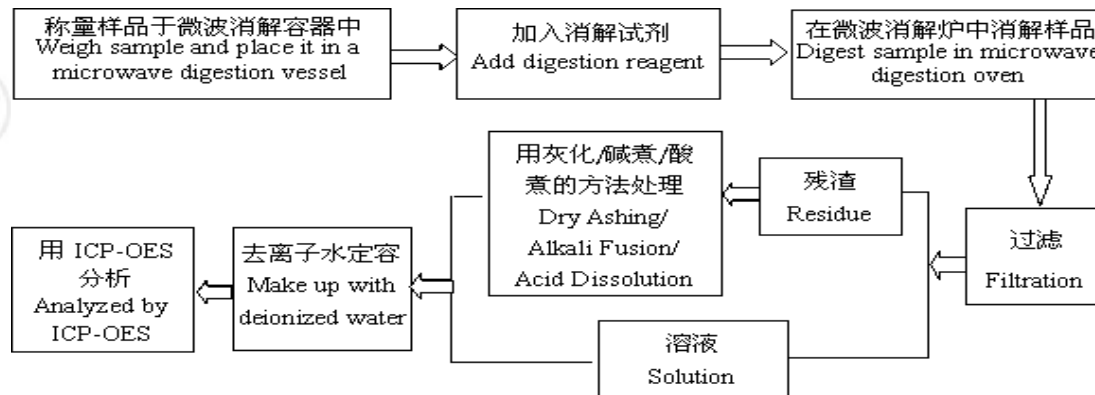 称量样品于微波消解容器中
Weigh sample and place it in a
microwave digestion vessel
加入消解试剂
Add digestion reagent
在微波消解炉中消解样品
Digest sample in microwave
digestion oven
过滤
Filtration
残渣
Residue
用灰化/碱煮/酸
煮的方法处理
Dry Ashing/
Alkali Fusion/
Acid Dissolution
溶液
Solution
去离子水定容
Make up with
deionized water
用 ICP-OES
分析
Analyzed by
ICP-OES